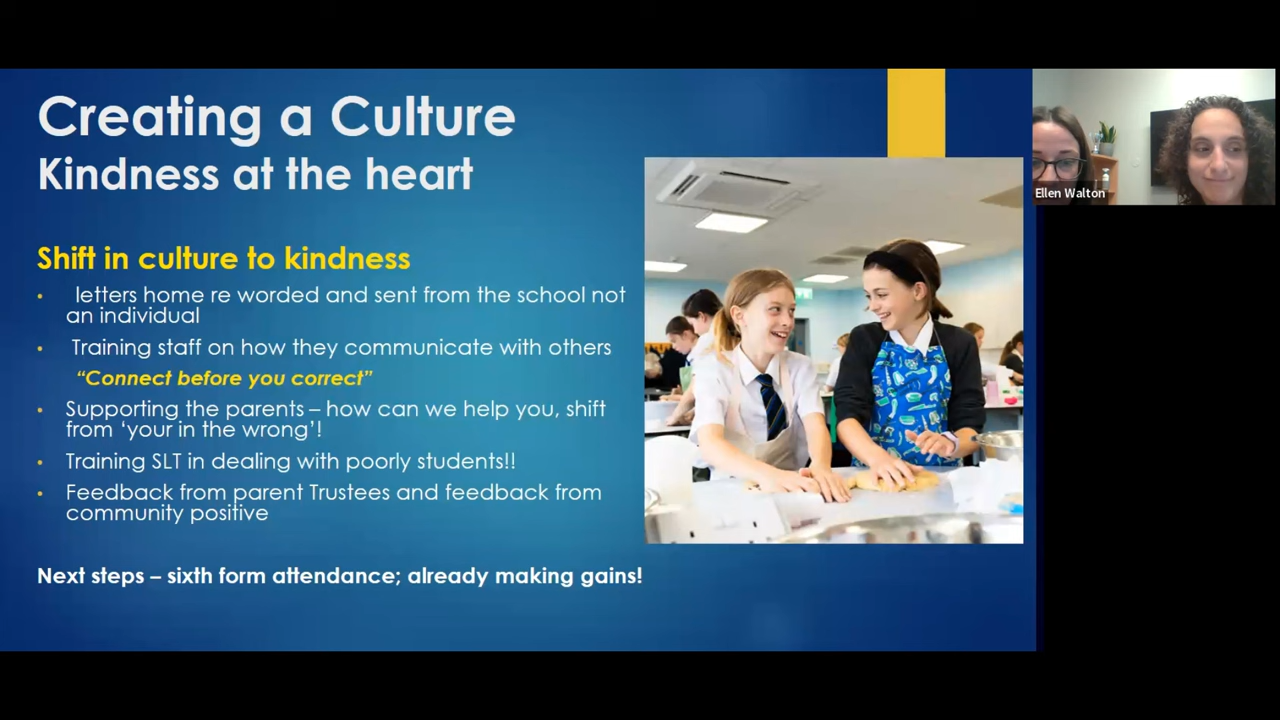 Creating a Culture
Kindness at the heart
Shift in culture to kindness
• letters home re worded and sent from the school not
an individual
• Training staff on how they communicate with others
“Connect before you correct”
• Supporting the parents – how can we help you, shift
from ‘your in the wrong’!
• Training SLT in dealing with poorly students!!
• Feedback from parent Trustees and feedback from
community positive
Next steps – sixth form attendance; already making gains!
Ellen Walton